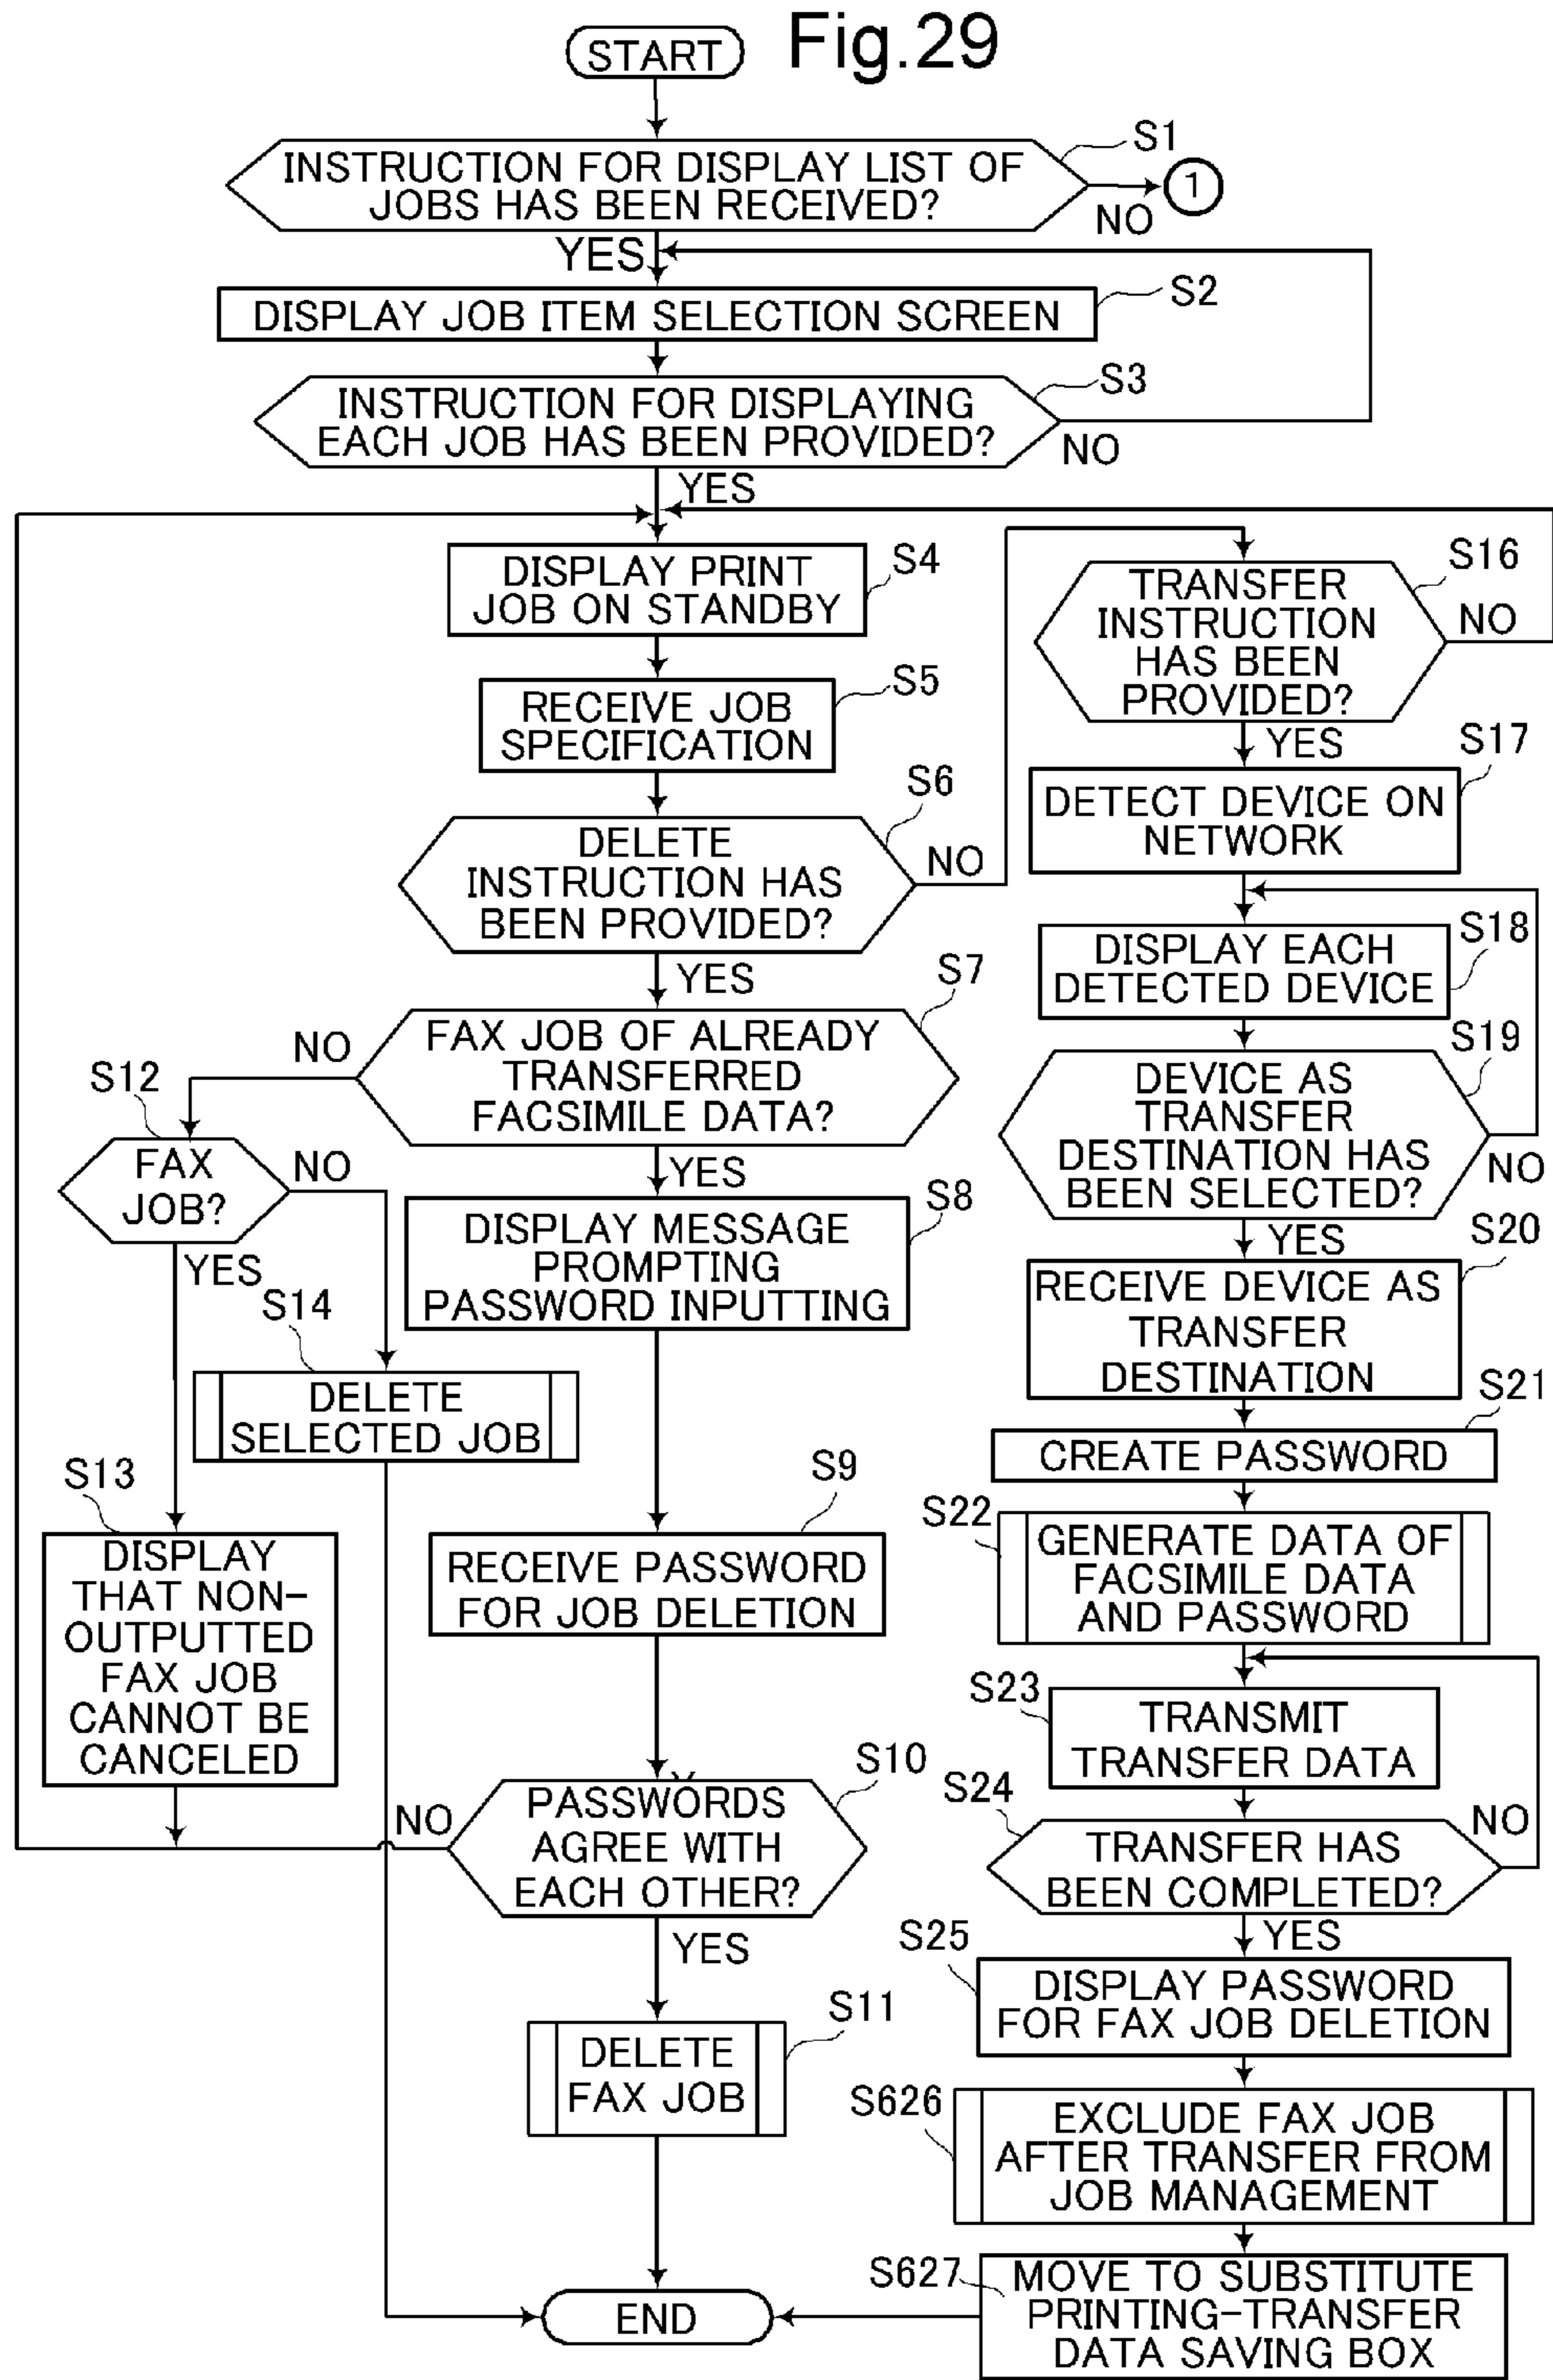 Fig.29
START
INSTRUCTION FOR DISPLAY LIST OF
JOBS HAS BEEN RECEIVED?
S1
NO
1
YES
DISPLAY JOB ITEM SELECTION SCREEN
S2
INSTRUCTION FOR DISPLAYING
EACH JOB HAS BEEN PROVIDED?
S3
NO
YES
DISPLAY PRINT
JOB ON STANDBY
S4
RECEIVE JOB
SPECIFICATION
S5
DELETE
INSTRUCTION HAS
BEEN PROVIDED?
S6
NO
YES
FAX JOB OF ALREADY
TRANSFERRED
FACSIMILE DATA?
S7
NO
YES
S12
FAX
JOB?
NO
YES
DISPLAY MESSAGE
PROMPTING
PASSWORD INPUTTING
S8
S14
DELETE
SELECTED JOB
S13
DISPLAY
THAT NON-
OUTPUTTED
FAX JOB
CANNOT BE
CANCELED
S9
RECEIVE PASSWORD
FOR JOB DELETION
S10
PASSWORDS
AGREE WITH
EACH OTHER?
NO
YES
S11
DELETE
FAX JOB
END
S16
TRANSFER
INSTRUCTION
HAS BEEN
PROVIDED?
NO
YES
S17
DETECT DEVICE ON
NETWORK
S18
DISPLAY EACH
DETECTED DEVICE
S19
DEVICE AS
TRANSFER
DESTINATION HAS
BEEN SELECTED?
NO
YES
S20
RECEIVE DEVICE AS
TRANSFER
DESTINATION
S21
CREATE PASSWORD
S22
GENERATE DATA OF
FACSIMILE DATA
AND PASSWORD
S23
TRANSMIT
TRANSFER DATA
S24
TRANSFER HAS
BEEN COMPLETED?
NO
YES
S25
DISPLAY PASSWORD
FOR FAX JOB DELETION
S626
EXCLUDE FAX JOB
AFTER TRANSFER FROM
JOB MANAGEMENT
S627
MOVE TO SUBSTITUTE
PRINTING-TRANSFER
DATA SAVING BOX